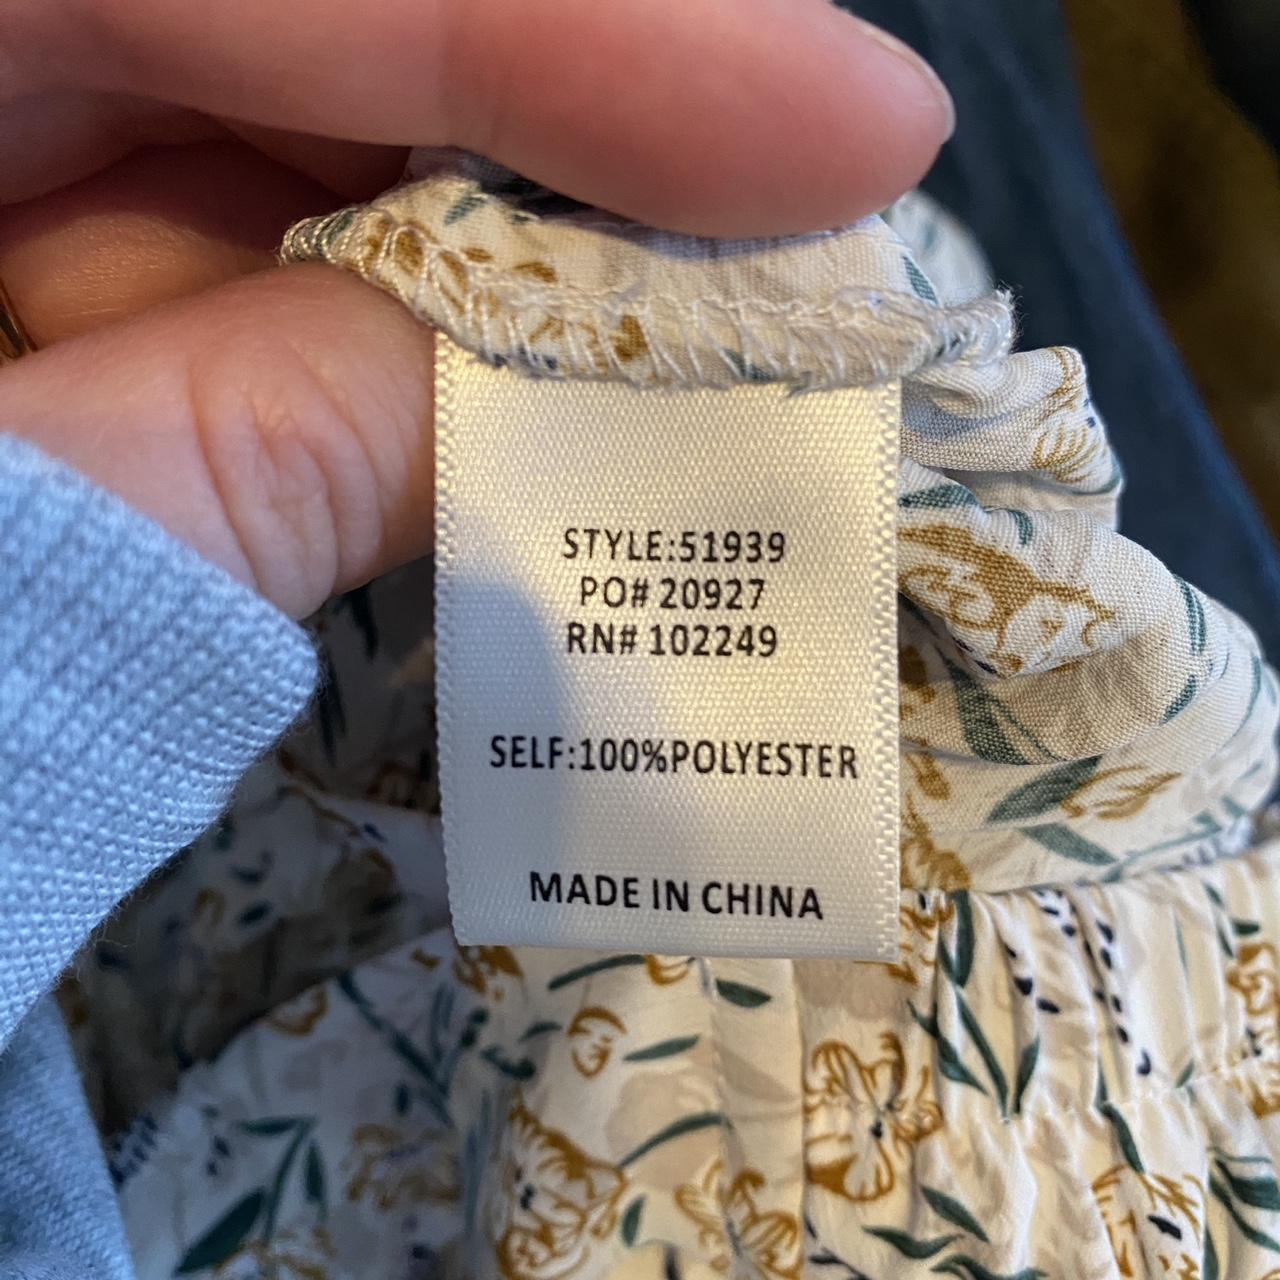 STYLE:51939
PO# 20927
RN# 102249
SELF:100%POLYESTER
MADE IN CHINA